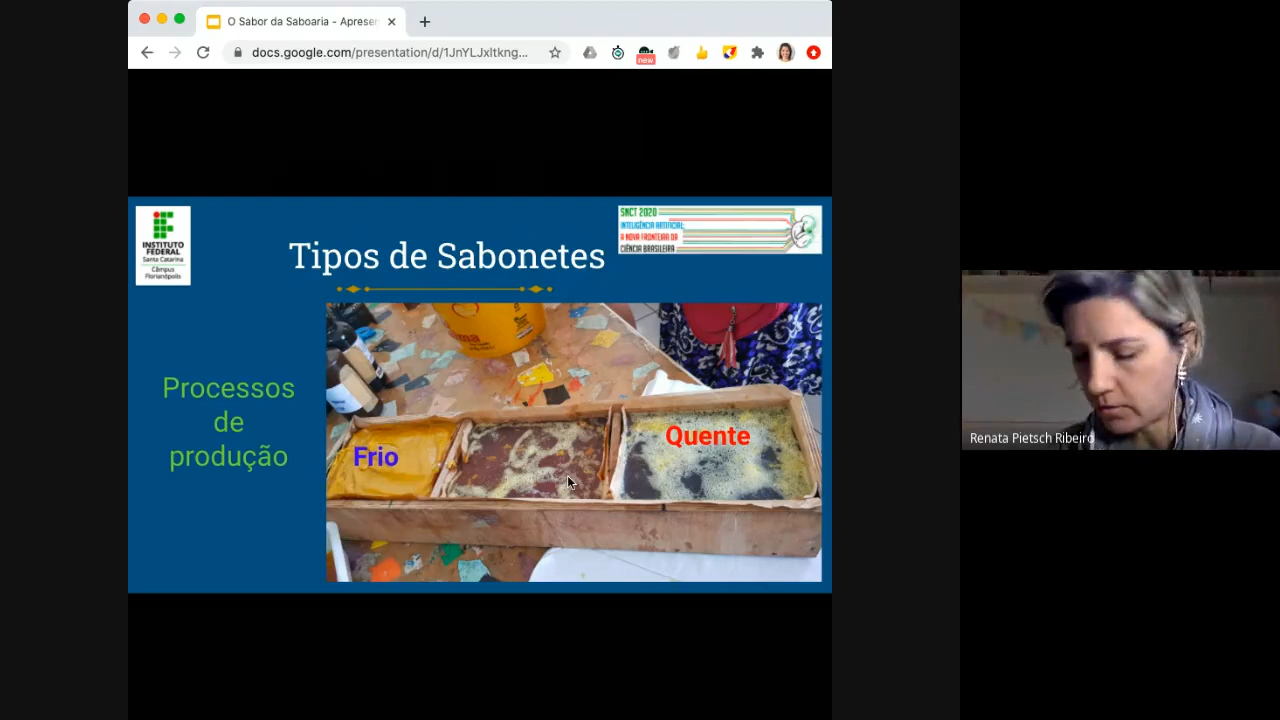 O Sabor da Saboaria - Apresen
docs.google.com/presentation/d/1JnYLJxltkng...
new
INSTITUTO
FEDERAL
Santa Catarina
Câmpus
Florianópolis
Tipos de Sabonetes
SNCT 2020
INTELIGÊNCIA ARTIFICIAL:
A NOVA FRONTEIRA DA
CIÊNCIA BRASILEIRA
Processos
de
produção
Frio
Quente
Renata Pietsch Ribeiro